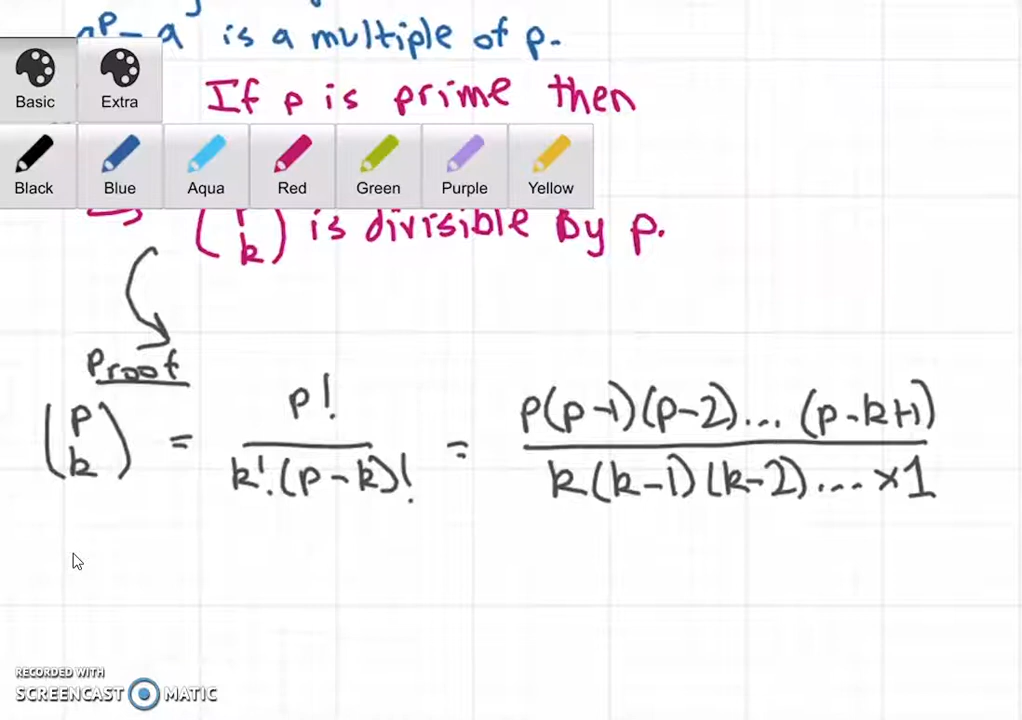 aᵖ - a is a multiple of p.
Basic Extra
If p is prime then
Black Blue Aqua Red Green Purple Yellow
(k) is divisible by p.
Proof
(p k) = p! / k!(p-k)! = p(p-1)(p-2)... (p-k+1) / k(k-1)(k-2)... ×1
RECORDED WITH
SCREENCAST MATIC